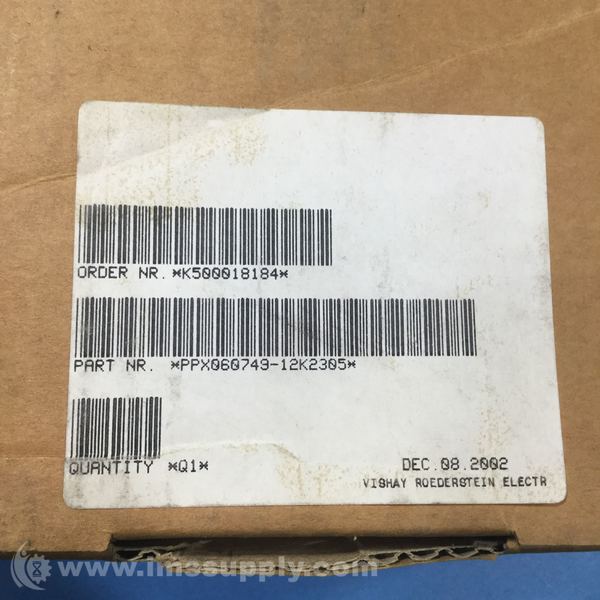 ORDER NR. *K500018184*
PART NR. *PPX060749-12K2305*
QUANTITY *Q1*
DEC.08.2002
VISHAY ROEDERSTEIN ELECTR
www.imssupply.com